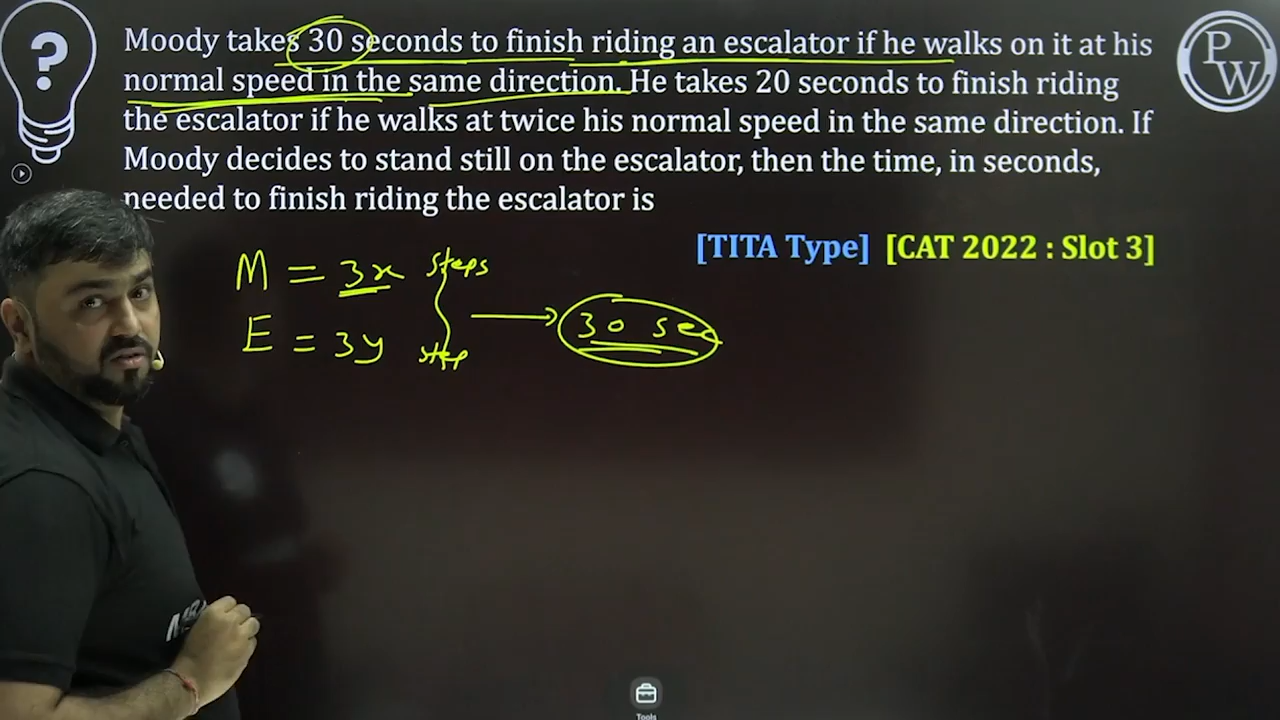 Moody takes 30 seconds to finish riding an escalator if he walks on it at his
normal speed in the same direction. He takes 20 seconds to finish riding
the escalator if he walks at twice his normal speed in the same direction. If
Moody decides to stand still on the escalator, then the time, in seconds,
needed to finish riding the escalator is
[TITA Type] [CAT 2022 : Slot 3]
M = 3x steps
E = 3y step
30 sec
PW
Tools